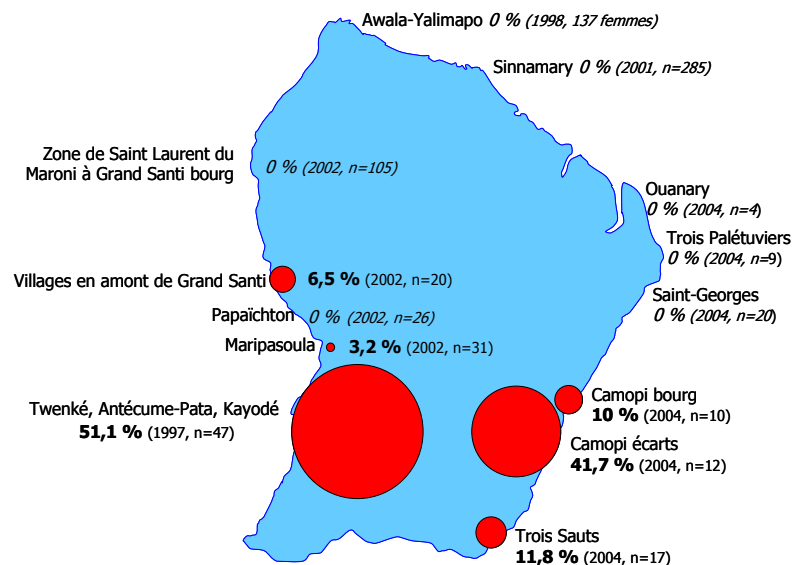 Awala-Yalimapo 0 % (1998, 137 femmes)
Sinnamary 0 % (2001, n=285)
Zone de Saint Laurent du
Maroni à Grand Santi bourg
0 % (2002, n=105)
Ouanary
0 % (2004, n=4)
Trois Palétuviers
0 % (2004, n=9)
Villages en amont de Grand Santi 6,5 % (2002, n=20)
Saint-Georges
0 % (2004, n=20)
Papaïchton 0 % (2002, n=26)
Maripasoula 3,2 % (2002, n=31)
Twenké, Antécume-Pata, Kayodé
51,1 % (1997, n=47)
Camopi bourg
10 % (2004, n=10)
Camopi écarts
41,7 % (2004, n=12)
Trois Sauts
11,8 % (2004, n=17)